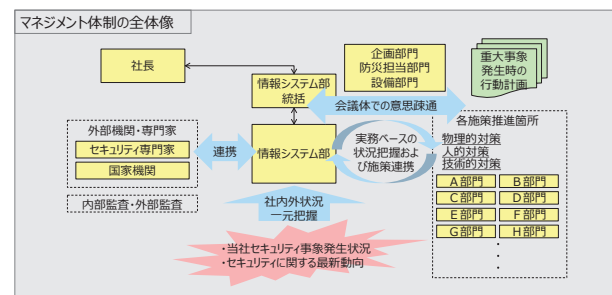 マネジメント体制の全体像
社長
情報システム部
統括
企画部門
防災担当部門
設備部門
重大事象
発生時の
行動計画
会議体での意思疎通
外部機関・専門家
セキュリティ専門家
国家機関
連携
情報システム部
実務ベースの
状況把握およ
び施策連携
各施策推進箇所
物理的対策
人的対策
技術的対策
A部門
B部門
C部門
D部門
E部門
F部門
G部門
H部門
・
・
・
内部監査・外部監査
社内外状況
一元把握
・当社セキュリティ事象発生状況
・セキュリティに関する最新動向